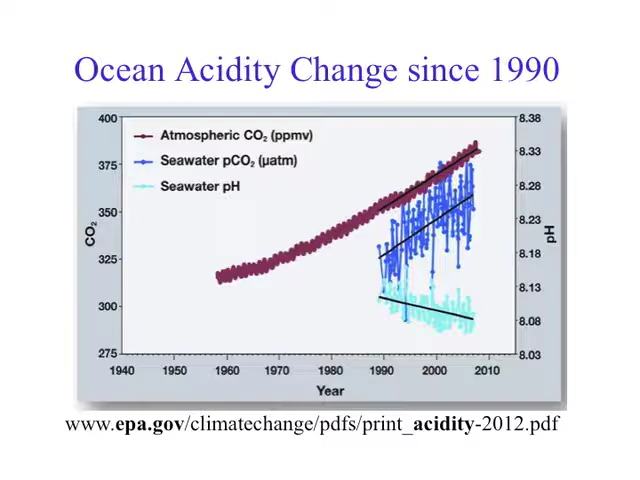 Ocean Acidity Change since 1990
400
375
350
325
300
275
CO₂
Atmospheric CO₂ (ppmv)
Seawater pCO₂ (µatm)
Seawater pH
8.38
8.33
8.28
8.23
8.18
8.13
8.08
8.03
pH
1940 1950 1960 1970 1980 1990 2000 2010
Year
www.epa.gov/climatechange/pdfs/print_acidity-2012.pdf